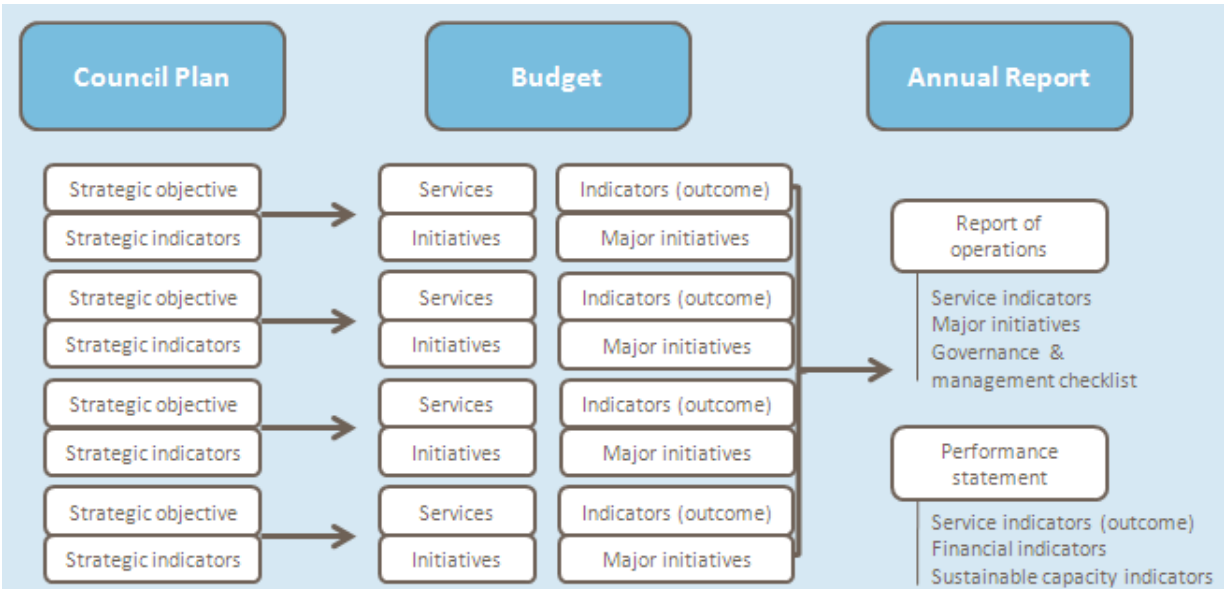 Council Plan
Budget
Annual Report
Strategic objective
Strategic indicators
Services
Initiatives
Indicators (outcome)
Major initiatives
Strategic objective
Strategic indicators
Services
Initiatives
Indicators (outcome)
Major initiatives
Strategic objective
Strategic indicators
Services
Initiatives
Indicators (outcome)
Major initiatives
Strategic objective
Strategic indicators
Services
Initiatives
Indicators (outcome)
Major initiatives
Report of
operations
Service indicators
Major initiatives
Governance &
management checklist
Performance
statement
Service indicators (outcome)
Financial indicators
Sustainable capacity indicators